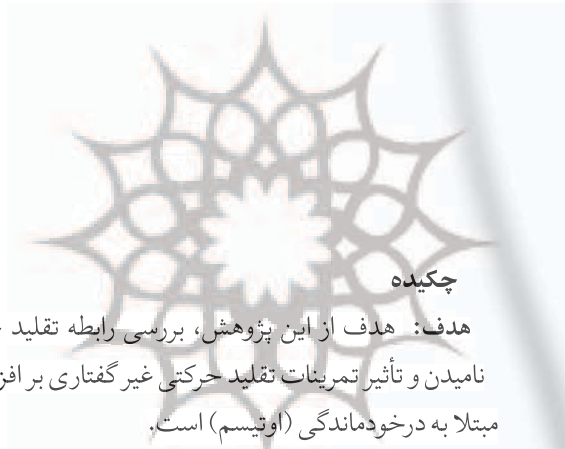 چکیده
هدف: هدف از این پژوهش، بررسی رابطه تقلید
نامیدن و تأثیر تمرینات تقلید حرکتی غیر گفتاری بر
مبتلا به درخودماندگی (اوتیسم) است.